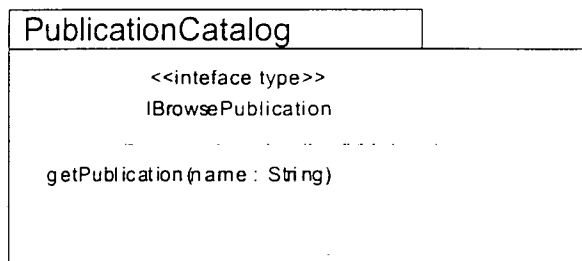 PublicationCatalog
<<inteface type>>
IBrowsePublication
getPublication(name : String)